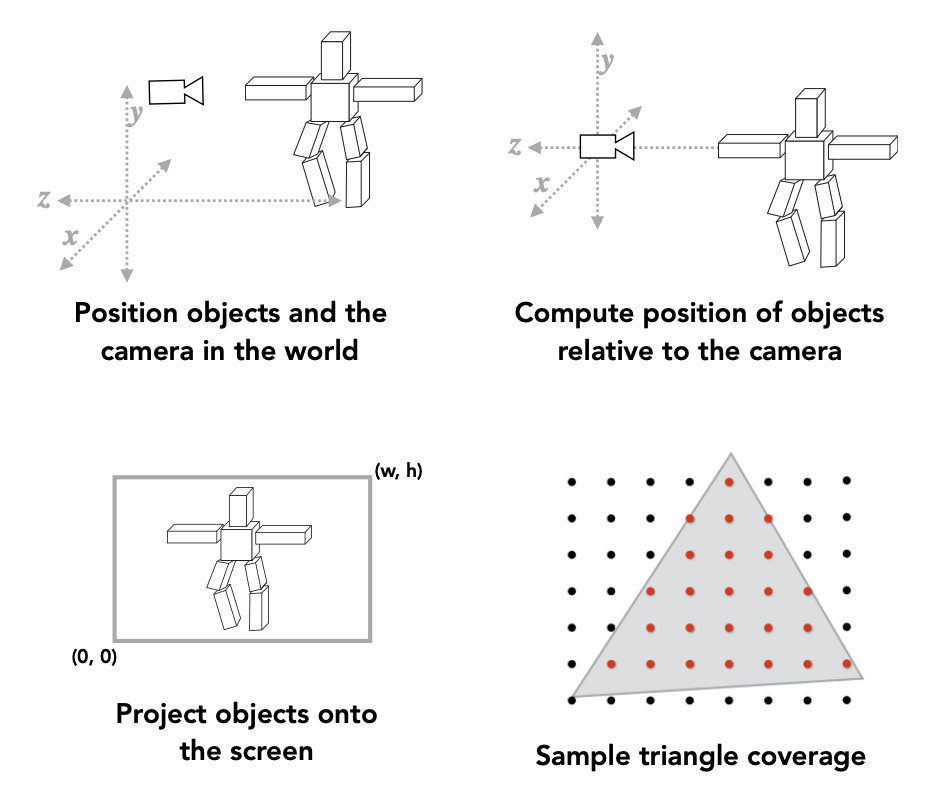 y
z
x
Position objects and the
camera in the world
y
z
x
Compute position of objects
relative to the camera
(w, h)
(0, 0)
Project objects onto
the screen
Sample triangle coverage